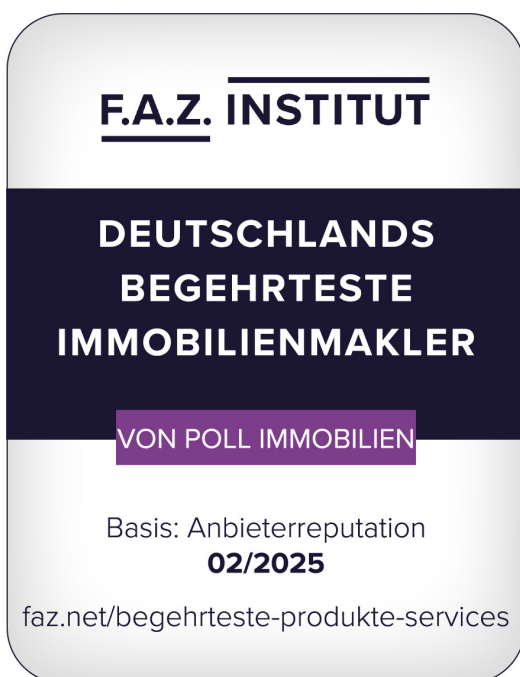 F.A.Z. INSTITUT
DEUTSCHLANDS
BEGEHRTESTE
IMMOBILIENMAKLER
VON POLL IMMOBILIEN
Basis: Anbieterreputation
02/2025
faz.net/begehrteste-produkte-services